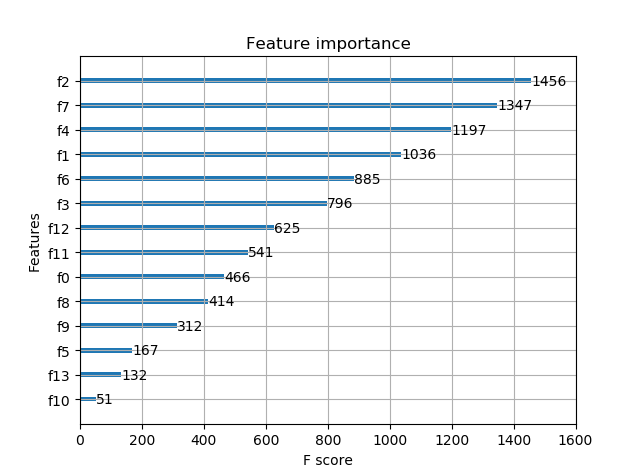 Feature importance
f2 1456
f7 1347
f4 1197
f1 1036
f6 885
f3 796
f12 625
f11 541
f0 466
f8 414
f9 312
f5 167
f13 132
f10 51
Features
0 200 400 600 800 1000 1200 1400 1600
F score